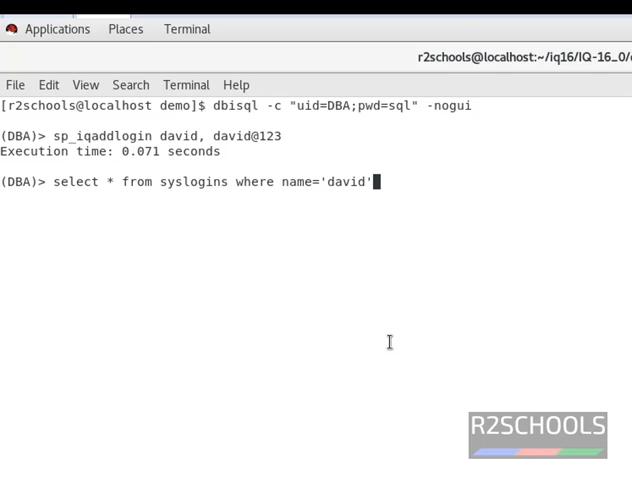 Applications Places Terminal
r2schools@localhost:~/iq16/IQ-16_0/
File Edit View Search Terminal Help
[r2schools@localhost demo]$ dbisql -c "uid=DBA;pwd=sql" -nogui
(DBA)> sp_iqaddlogin david, david@123
Execution time: 0.071 seconds
(DBA)> select * from syslogins where name='david'
R2SCHOOLS